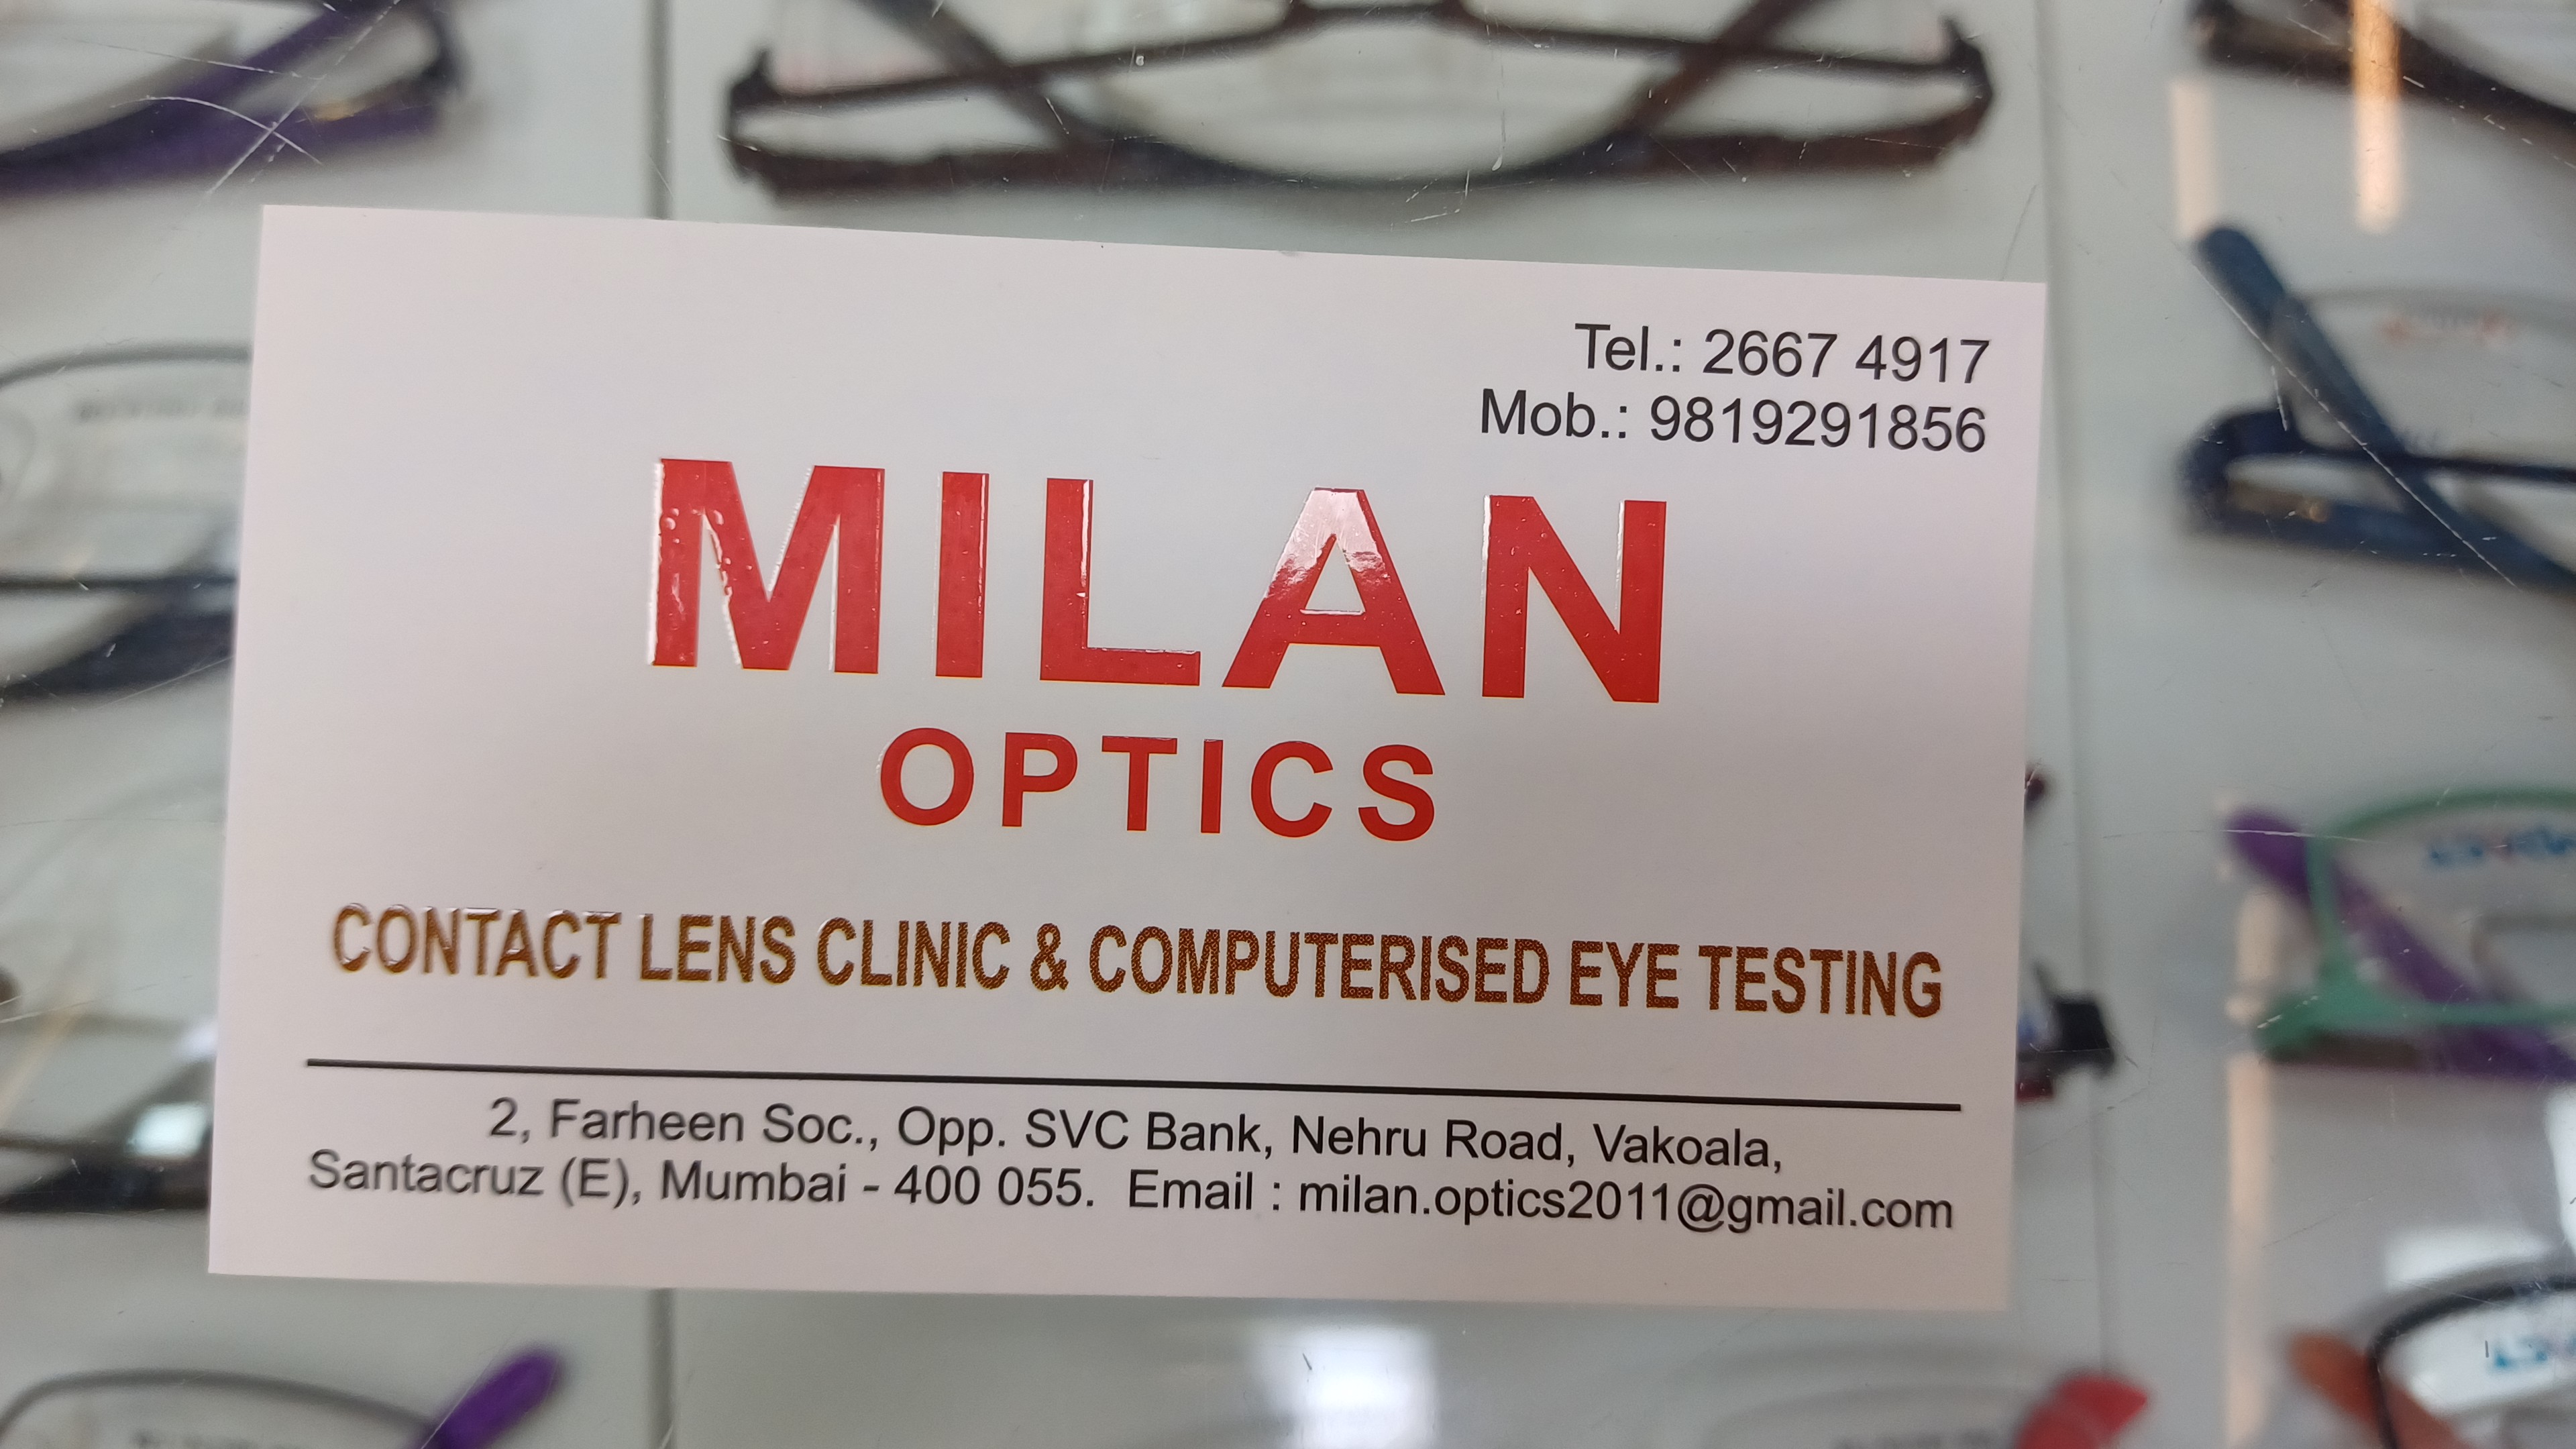 Tel.: 2667 4917
Mob.: 9819291856
MILAN
OPTICS
CONTACT LENS CLINIC & COMPUTERISED EYE TESTING
2, Farheen Soc., Opp. SVC Bank, Nehru Road, Vakoala,
Santacruz (E), Mumbai - 400 055. Email : milan.optics2011@gmail.com